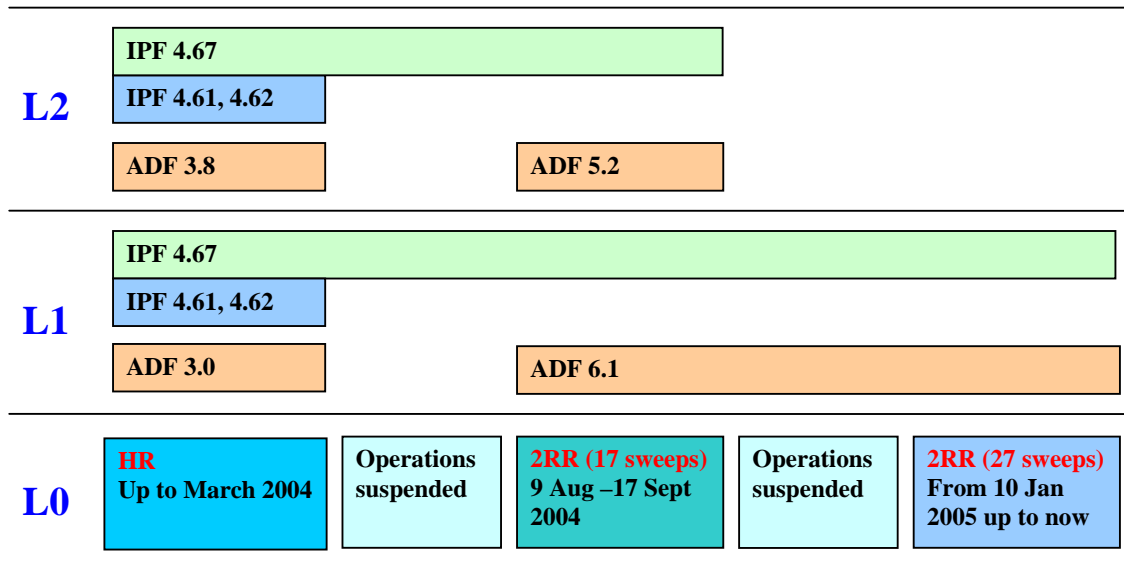 L2
IPF 4.67
IPF 4.61, 4.62
ADF 3.8
ADF 5.2
L1
IPF 4.67
IPF 4.61, 4.62
ADF 3.0
ADF 6.1
L0
HR
Up to March 2004
Operations
suspended
2RR (17 sweeps)
9 Aug –17 Sept
2004
Operations
suspended
2RR (27 sweeps)
From 10 Jan
2005 up to now